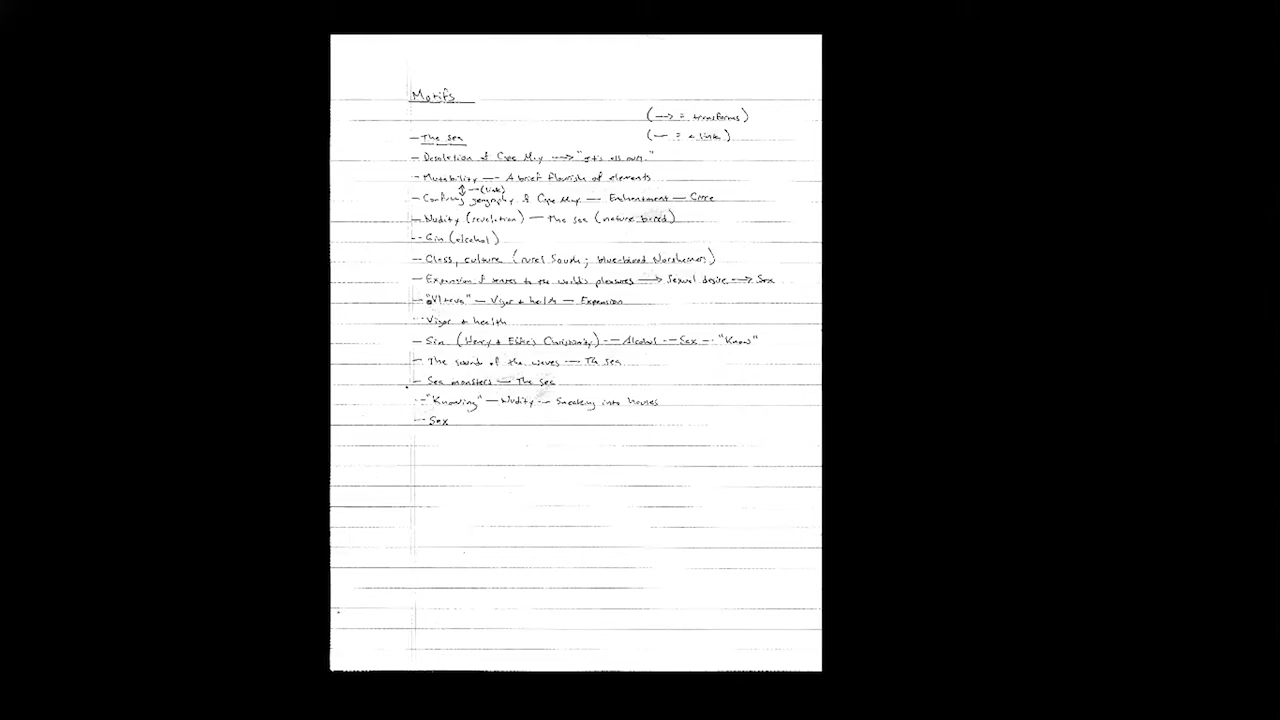 Motifs
(—> = transforms)
(— = a link)
- The sea
- Desolation of Cape May —> "It's all ours."
- Mutability — A brief flourish of elements
↕ —(link)
- Confusing geography of Cape May — Enchantment — Circe
- Nudity (revelation) — The sea (nature bared)
- Gin (alcohol)
- Class, culture (rural South; blue-blood Northerners)
- Expansion of senses to the world's pleasures —> Sexual desire —> Sex
- — Vigor + health — Expansion
- Vigor + health
- Sin (Henry + Effie's Christianity) — Alcohol — Sex — "Know"
- The sound of the waves — The sea
- Sea monsters — The sea
- "Knowing" — Nudity — Sneaking into houses
- Sex